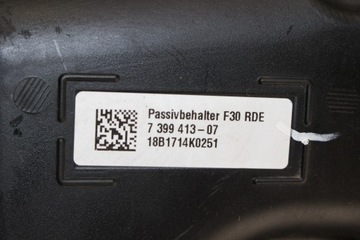 Passivbehalter F30 RDE
7 399 413-07
18B1714K0251